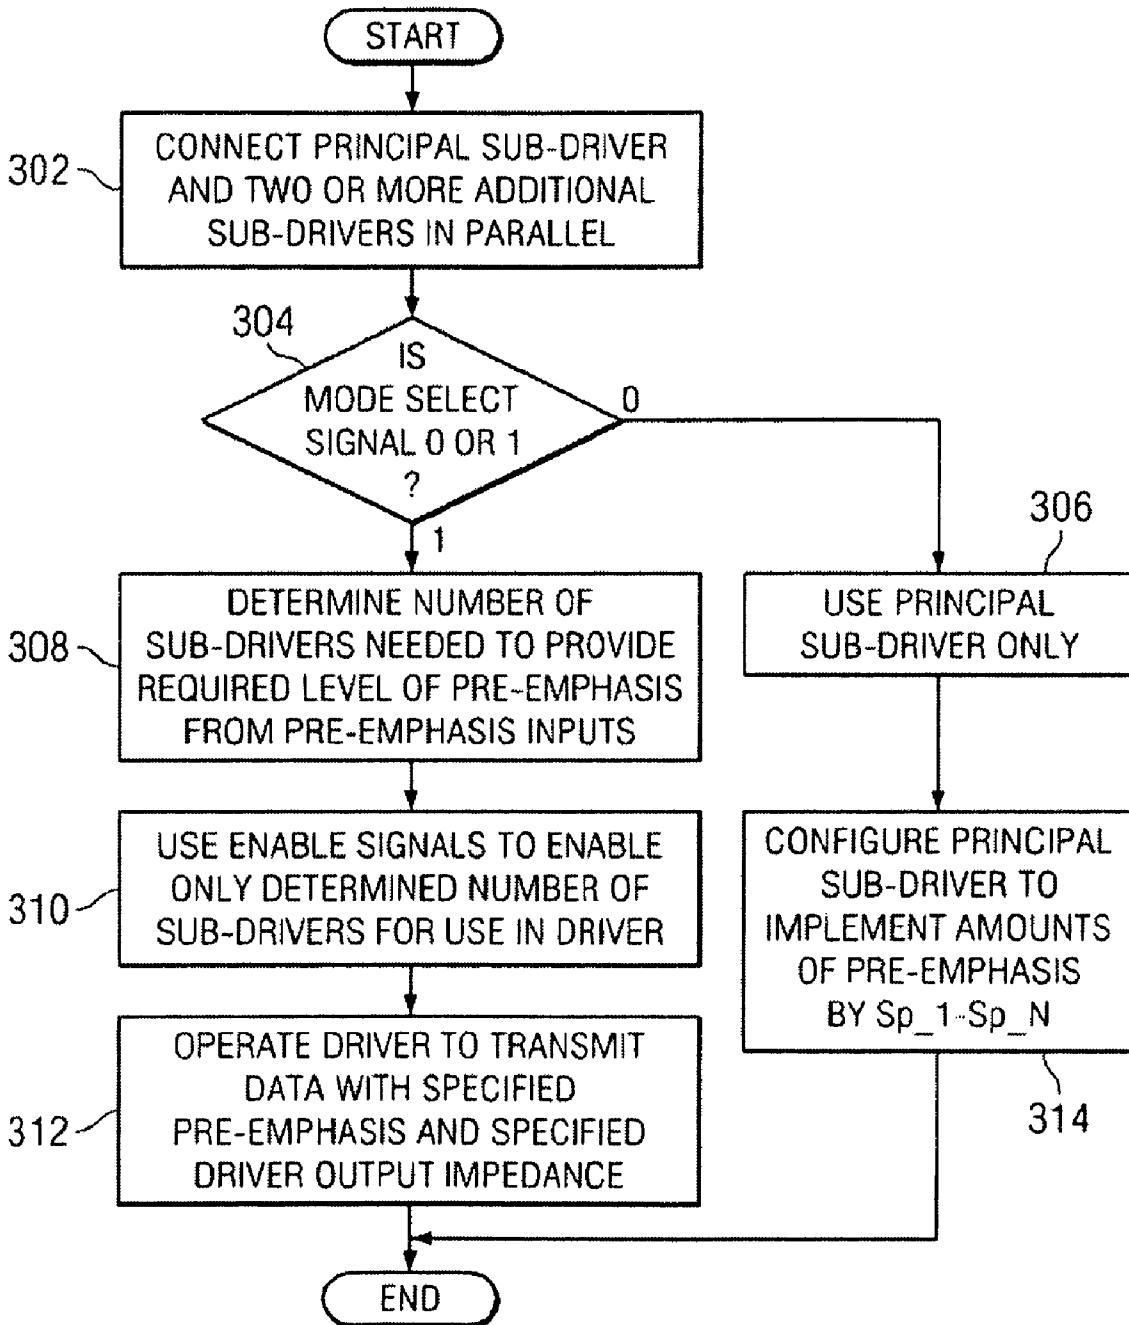 START
302
CONNECT PRINCIPAL SUB-DRIVER
AND TWO OR MORE ADDITIONAL
SUB-DRIVERS IN PARALLEL
304
IS
MODE SELECT
SIGNAL 0 OR 1
?
0
1
306
USE PRINCIPAL
SUB-DRIVER ONLY
308
DETERMINE NUMBER OF
SUB-DRIVERS NEEDED TO PROVIDE
REQUIRED LEVEL OF PRE-EMPHASIS
FROM PRE-EMPHASIS INPUTS
310
USE ENABLE SIGNALS TO ENABLE
ONLY DETERMINED NUMBER OF
SUB-DRIVERS FOR USE IN DRIVER
CONFIGURE PRINCIPAL
SUB-DRIVER TO
IMPLEMENT AMOUNTS
OF PRE-EMPHASIS
BY Sp_1-Sp_N
314
312
OPERATE DRIVER TO TRANSMIT
DATA WITH SPECIFIED
PRE-EMPHASIS AND SPECIFIED
DRIVER OUTPUT IMPEDANCE
END